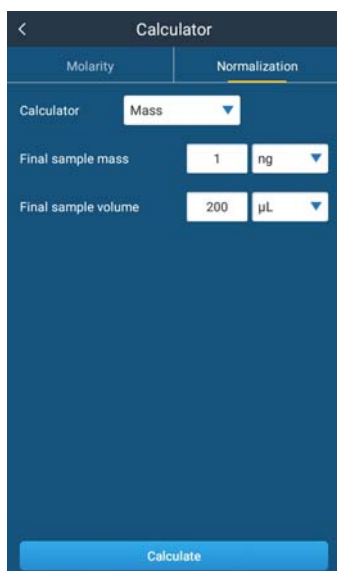 Calculator
Molarity Normalization
Calculator Mass
Final sample mass 1 ng
Final sample volume 200 µL
Calculate